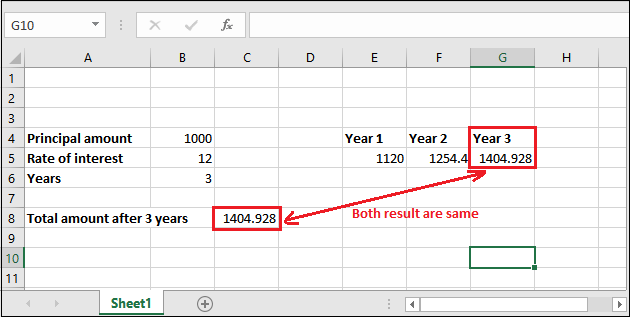 G10 fx
A B C D E F G H
1
2
3
4 Principal amount 1000 Year 1 Year 2 Year 3
5 Rate of interest 12 1120 1254.4 1404.928
6 Years 3
7
8 Total amount after 3 years 1404.928 Both result are same
9
10
11
Sheet1